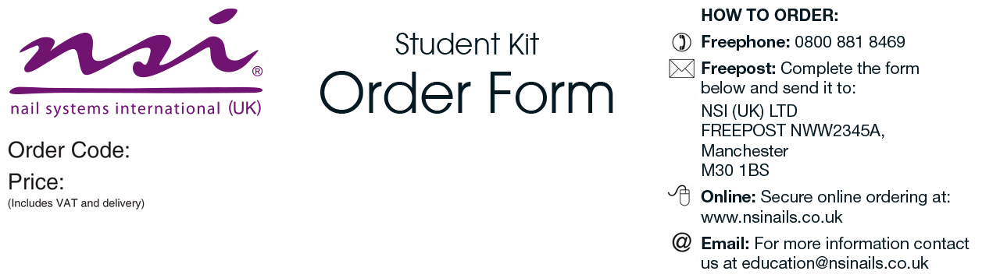 nsi®
nail systems international (UK)
Order Code:
Price:
(Includes VAT and delivery)
Student Kit
Order Form
HOW TO ORDER:
Freephone: 0800 881 8469
Freepost: Complete the form
below and send it to:
NSI (UK) LTD
FREEPOST NWW2345A,
Manchester
M30 1BS
Online: Secure online ordering at:
www.nsinails.co.uk
@ Email: For more information contact
us at education@nsinails.co.uk